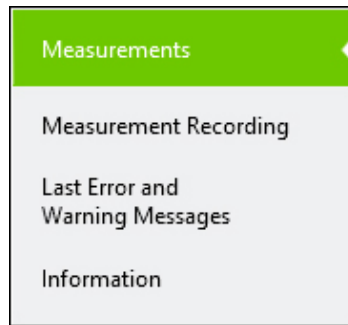 Measurements
Measurement Recording
Last Error and
Warning Messages
Information